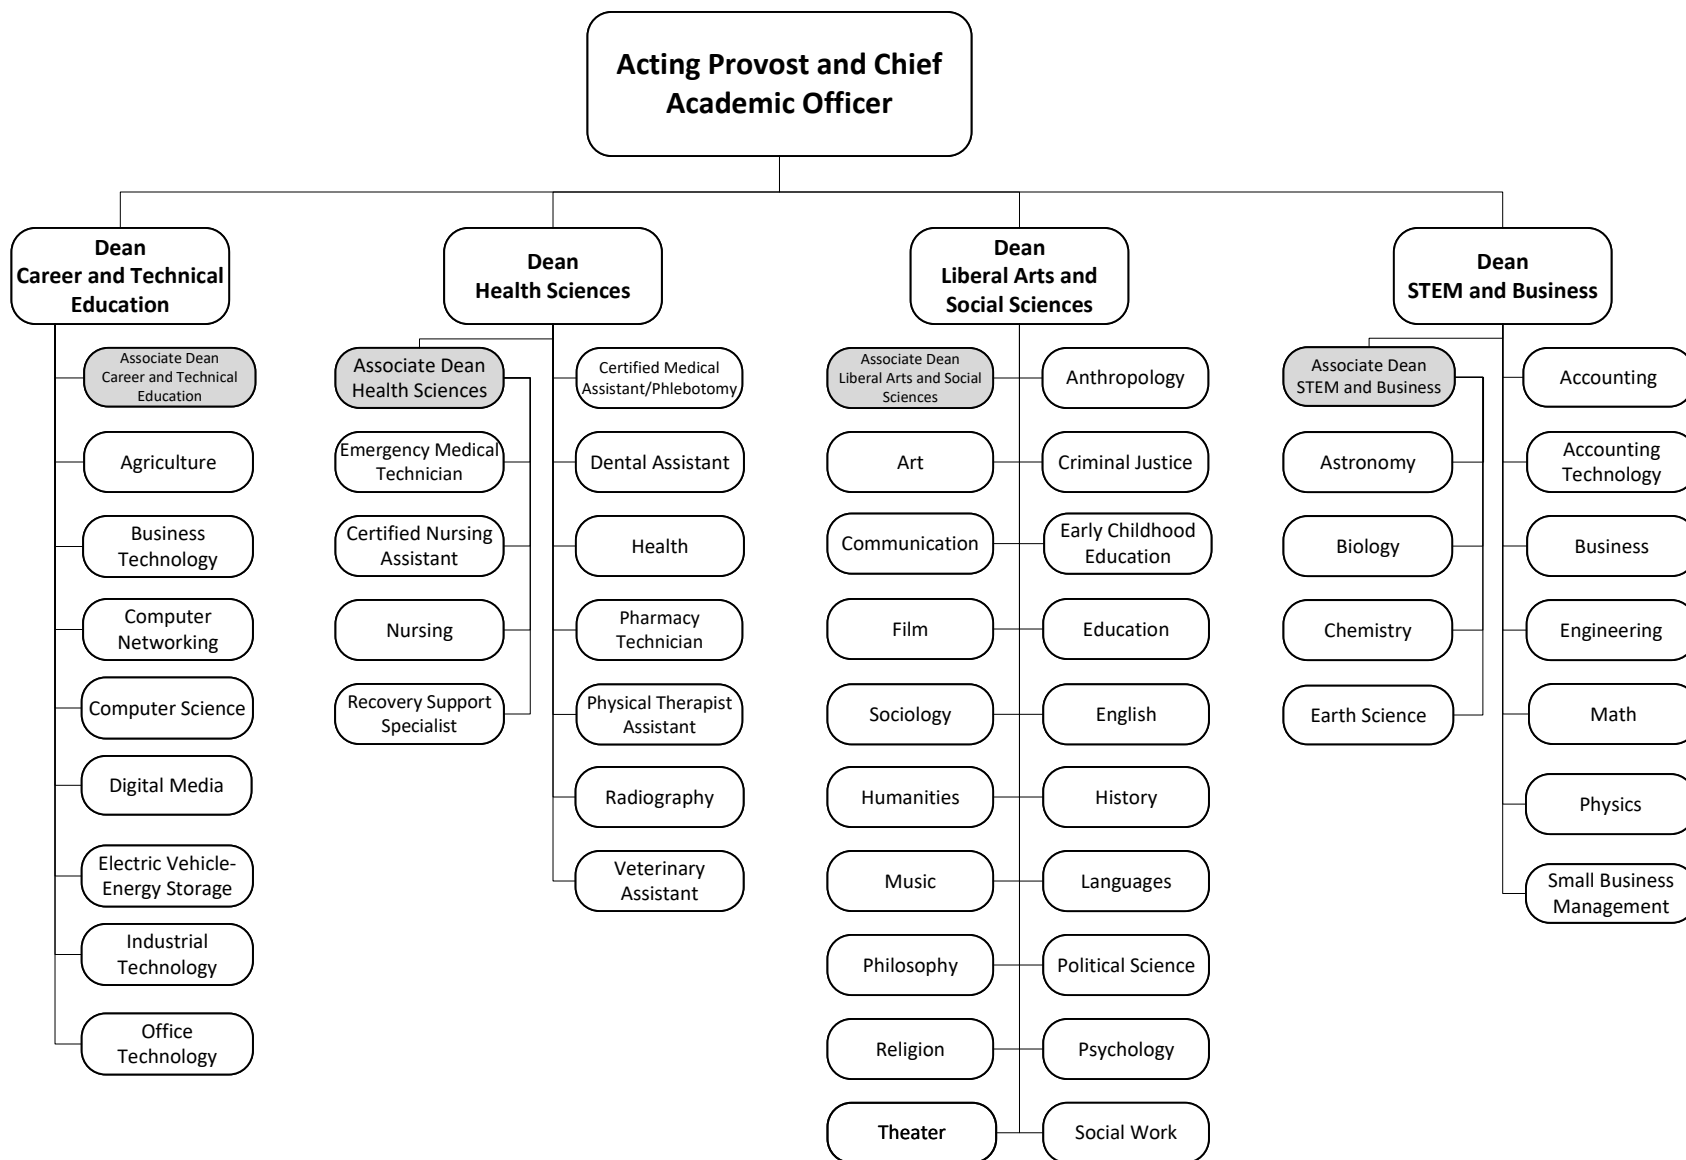 Acting Provost and Chief
Academic Officer
Dean
Career and Technical
Education
Dean
Health Sciences
Dean
Liberal Arts and
Social Sciences
Dean
STEM and Business
Associate Dean
Career and Technical
Education
Agriculture
Business
Technology
Computer
Networking
Computer Science
Digital Media
Electric Vehicle-
Energy Storage
Industrial
Technology
Office
Technology
Associate Dean
Health Sciences
Emergency Medical
Technician
Certified Nursing
Assistant
Nursing
Recovery Support
Specialist
Certified Medical
Assistant/Phlebotomy
Dental Assistant
Health
Pharmacy
Technician
Physical Therapist
Assistant
Radiography
Veterinary
Assistant
Associate Dean
Liberal Arts and Social
Sciences
Art
Communication
Film
Sociology
Humanities
Music
Philosophy
Religion
Theater
Anthropology
Criminal Justice
Early Childhood
Education
Education
English
History
Languages
Political Science
Psychology
Social Work
Associate Dean
STEM and Business
Astronomy
Biology
Chemistry
Earth Science
Accounting
Accounting
Technology
Business
Engineering
Math
Physics
Small Business
Management